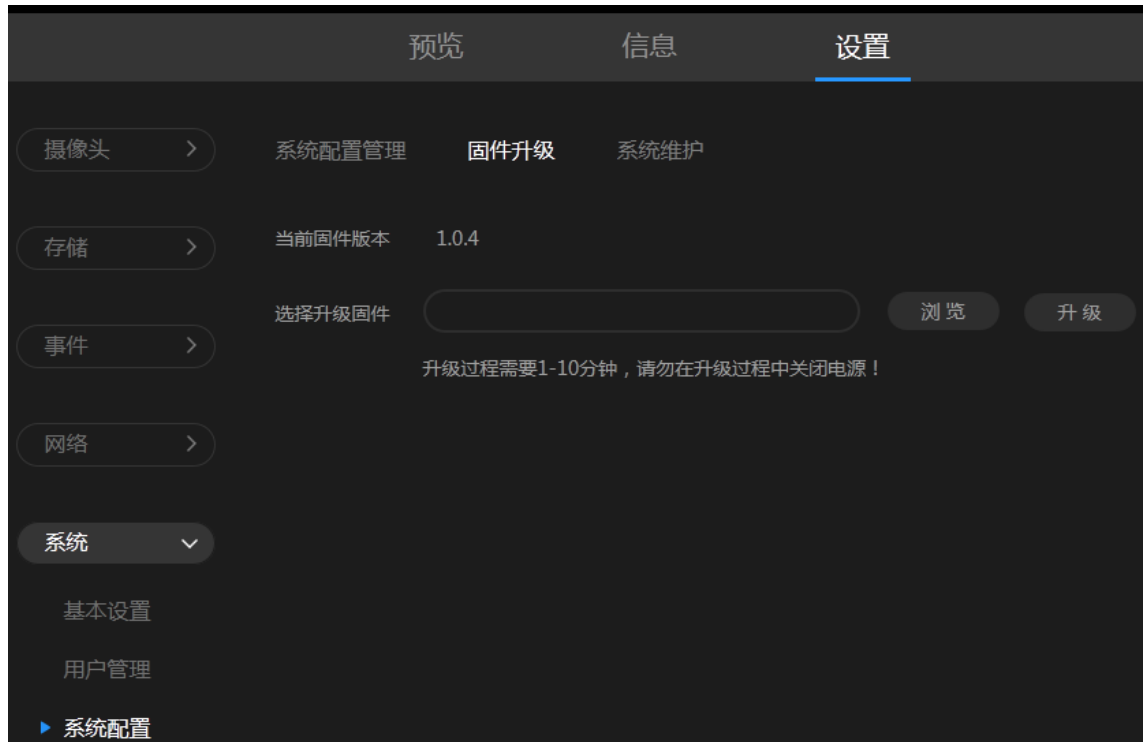 预览 信息 设置
摄像头
系统配置管理 固件升级 系统维护
当前固件版本 1.0.4
存储
选择升级固件 浏览 升级
事件
升级过程需要1-10分钟，请勿在升级过程中关闭电源！
网络
系统
基本设置
用户管理
系统配置